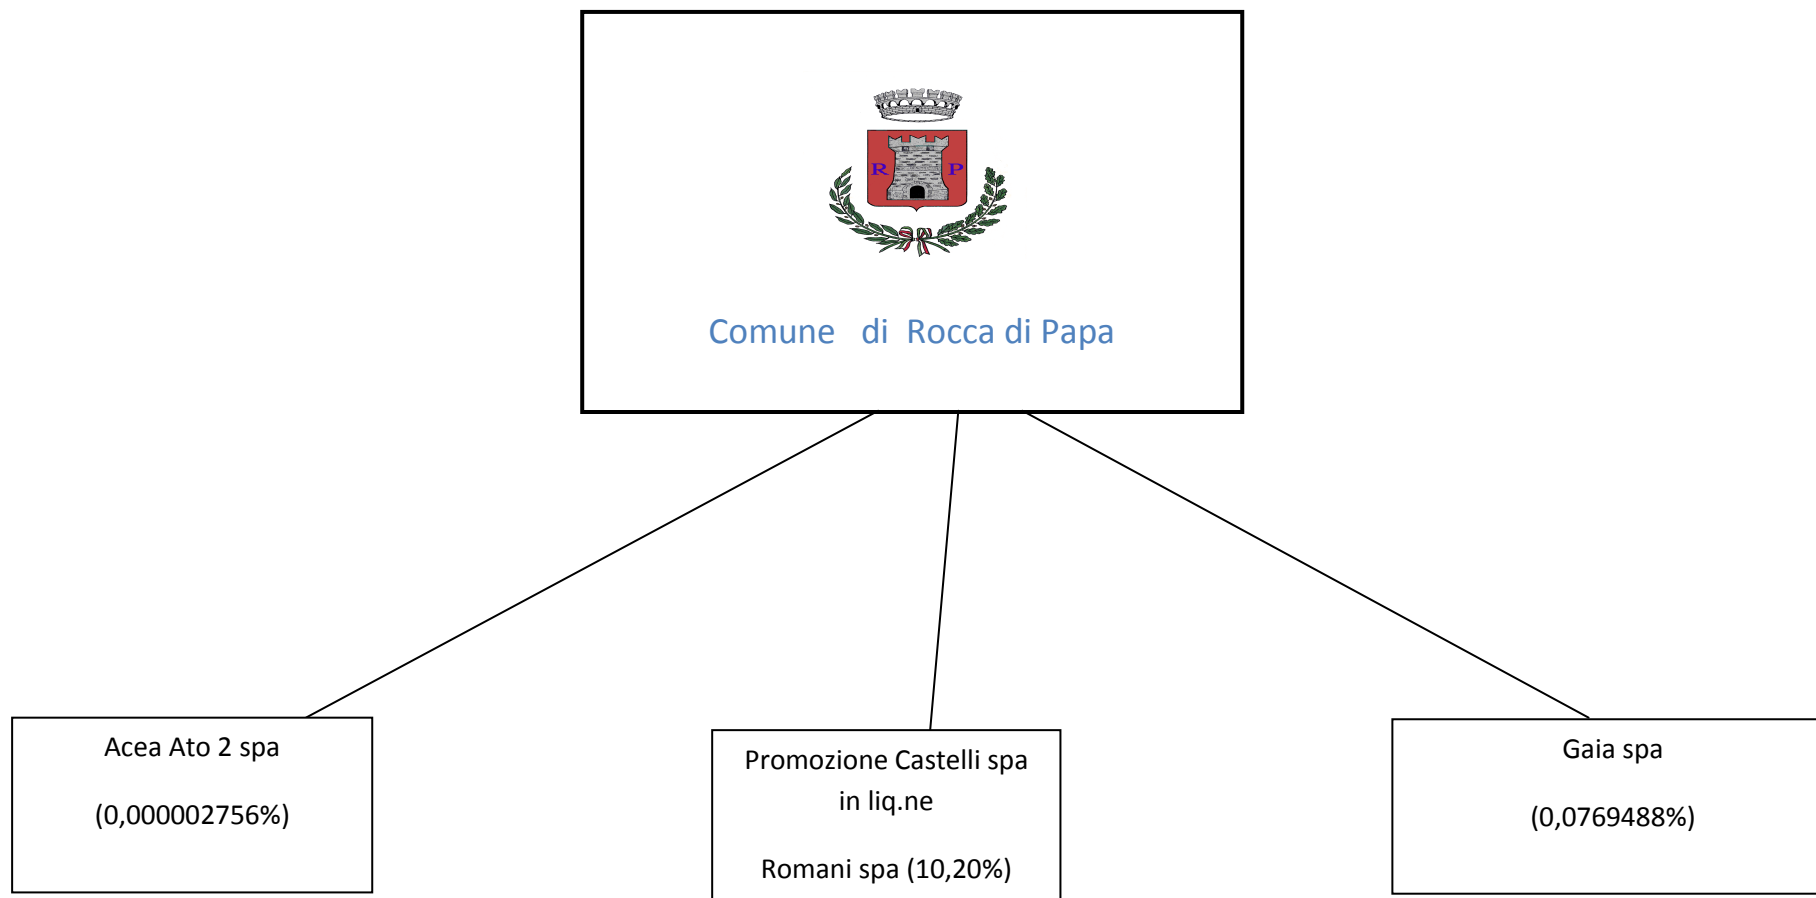 R P
Comune di Rocca di Papa
Acea Ato 2 spa
(0,000002756%)
Promozione Castelli spa
in liq.ne
Romani spa (10,20%)
Gaia spa
(0,0769488%)